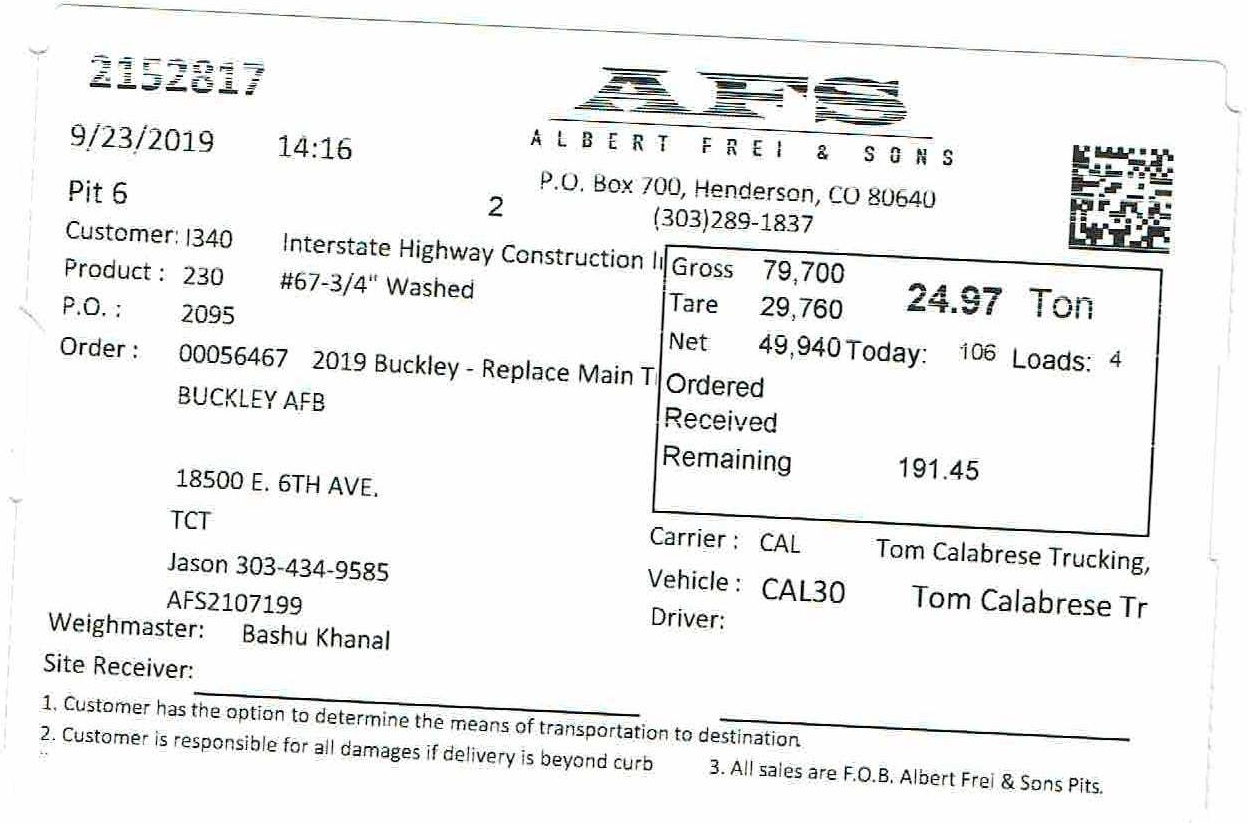 2152817
AFS
ALBERT FREI & SONS
9/23/2019 14:16
P.O. Box 700, Henderson, CO 80640
(303)289-1837
Pit 6
2
Customer: I340 Interstate Highway Construction I
Product : 230 #67-3/4" Washed
P.O. : 2095
Order : 00056467 2019 Buckley - Replace Main T
BUCKLEY AFB
18500 E. 6TH AVE.
TCT
Jason 303-434-9585
AFS2107199
Weighmaster: Bashu Khanal
Site Receiver:
Gross 79,700
24.97 Ton
Tare 29,760
Net 49,940 Today: 106 Loads: 4
Ordered
Received
Remaining 191.45
Carrier : CAL Tom Calabrese Trucking,
Vehicle : CAL30 Tom Calabrese Tr
Driver:
1. Customer has the option to determine the means of transportation to destination
2. Customer is responsible for all damages if delivery is beyond curb
3. All sales are F.O.B. Albert Frei & Sons Pits.